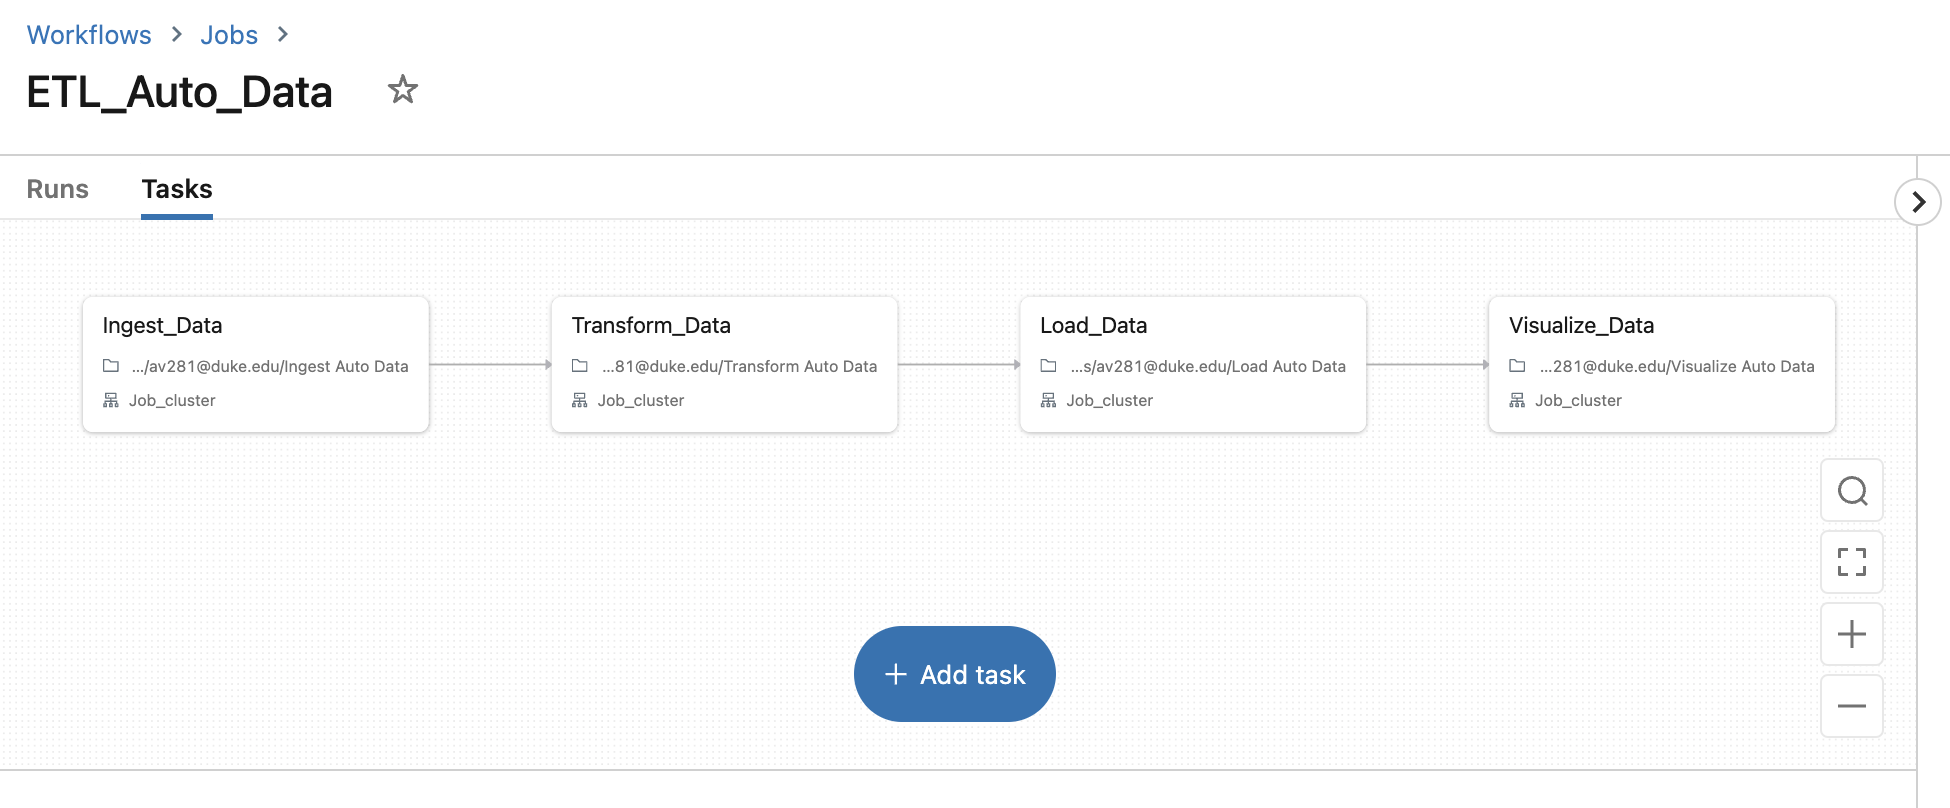 Workflows > Jobs >
ETL_Auto_Data
Runs Tasks
Ingest_Data
.../av281@duke.edu/Ingest Auto Data
Job_cluster
Transform_Data
...81@duke.edu/Transform Auto Data
Job_cluster
Load_Data
...s/av281@duke.edu/Load Auto Data
Job_cluster
Visualize_Data
...281@duke.edu/Visualize Auto Data
Job_cluster
+ Add task